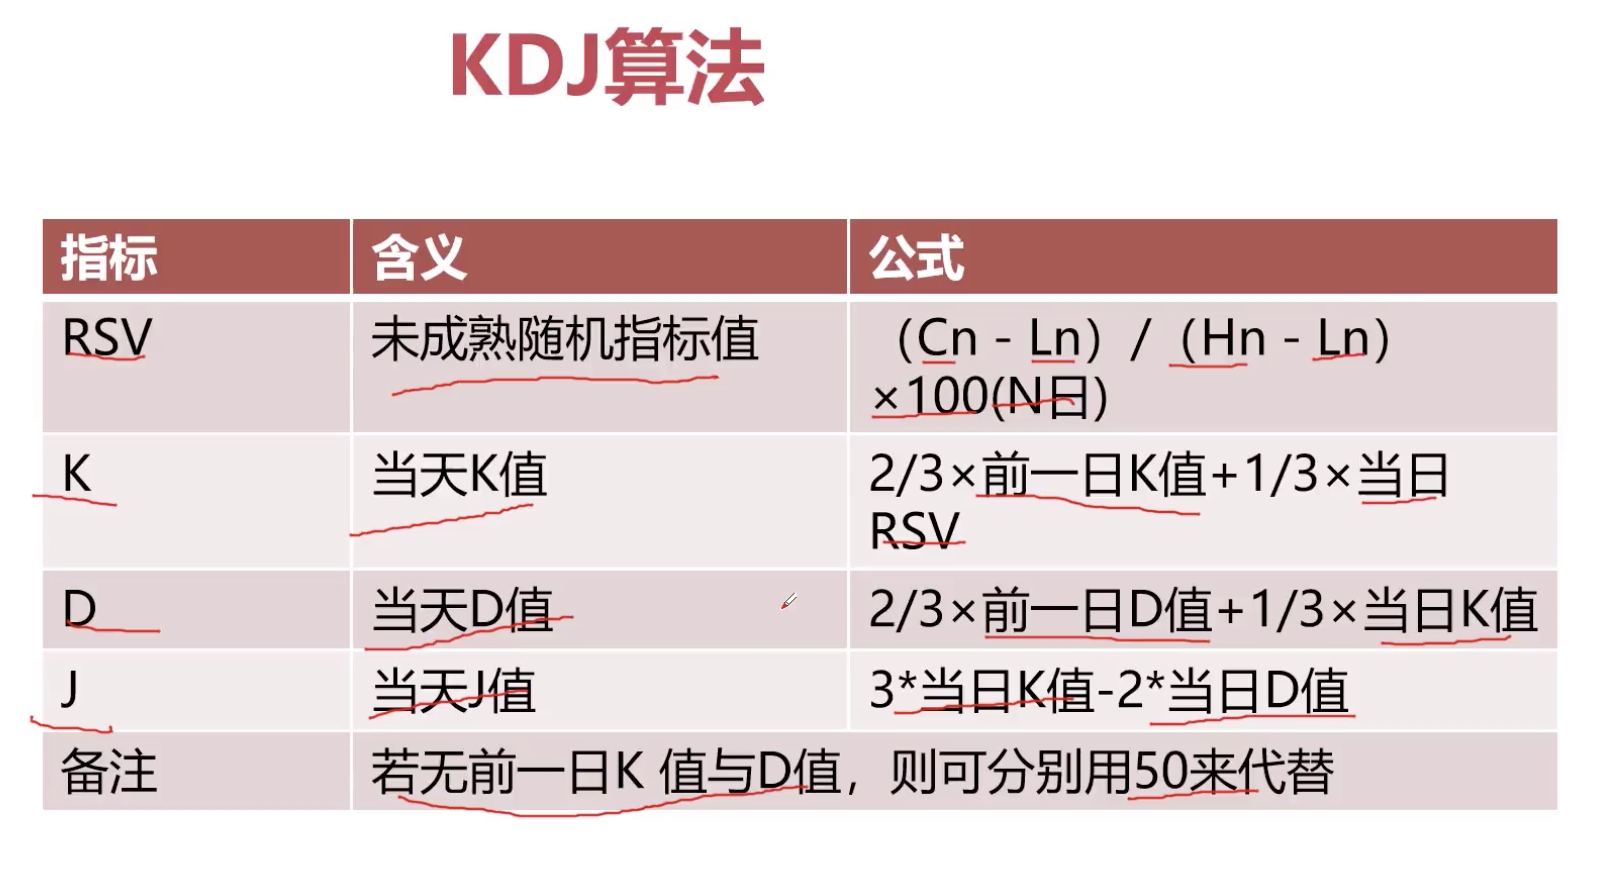 KDJ算法
指标
含义
公式
RSV
未成熟随机指标值
（Cn - Ln）/（Hn - Ln）
×100(N日)
K
当天K值
2/3×前一日K值+1/3×当日
RSV
D
当天D值
2/3×前一日D值+1/3×当日K值
J
当天J值
3*当日K值-2*当日D值
备注
若无前一日K 值与D值，则可分别用50来代替